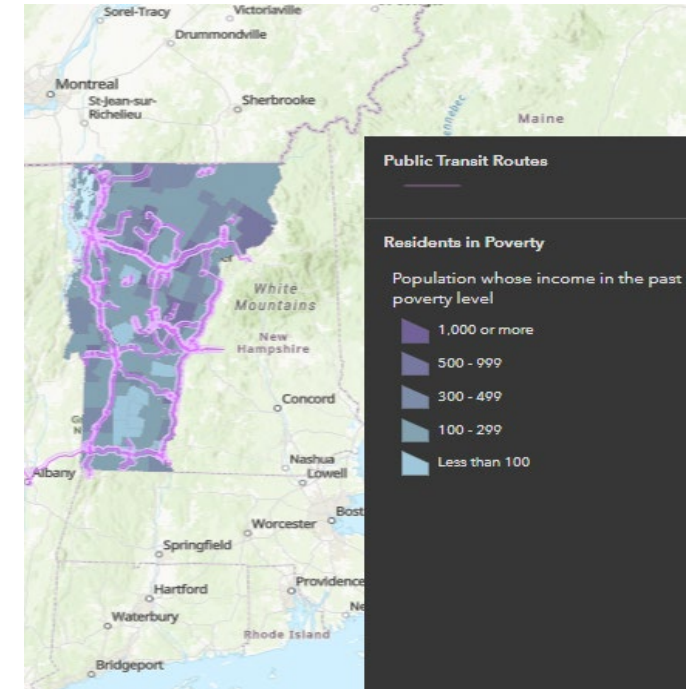 Sorel-Tracy
Victoriaville
Drummondville
Montreal
St-Jean-sur-
Richelieu
Sherbrooke
Maine
Public Transit Routes
Residents in Poverty
Population whose income in the past
poverty level
1,000 or more
500 - 999
300 - 499
100 - 299
Less than 100
White
Mountains
New
Hampshire
Concord
G
N
Albany
Nashua
Lowell
Bost
Worcester
Springfield
Hartford
Providence
Ne
Waterbury
Rhode Island
Bridgeport